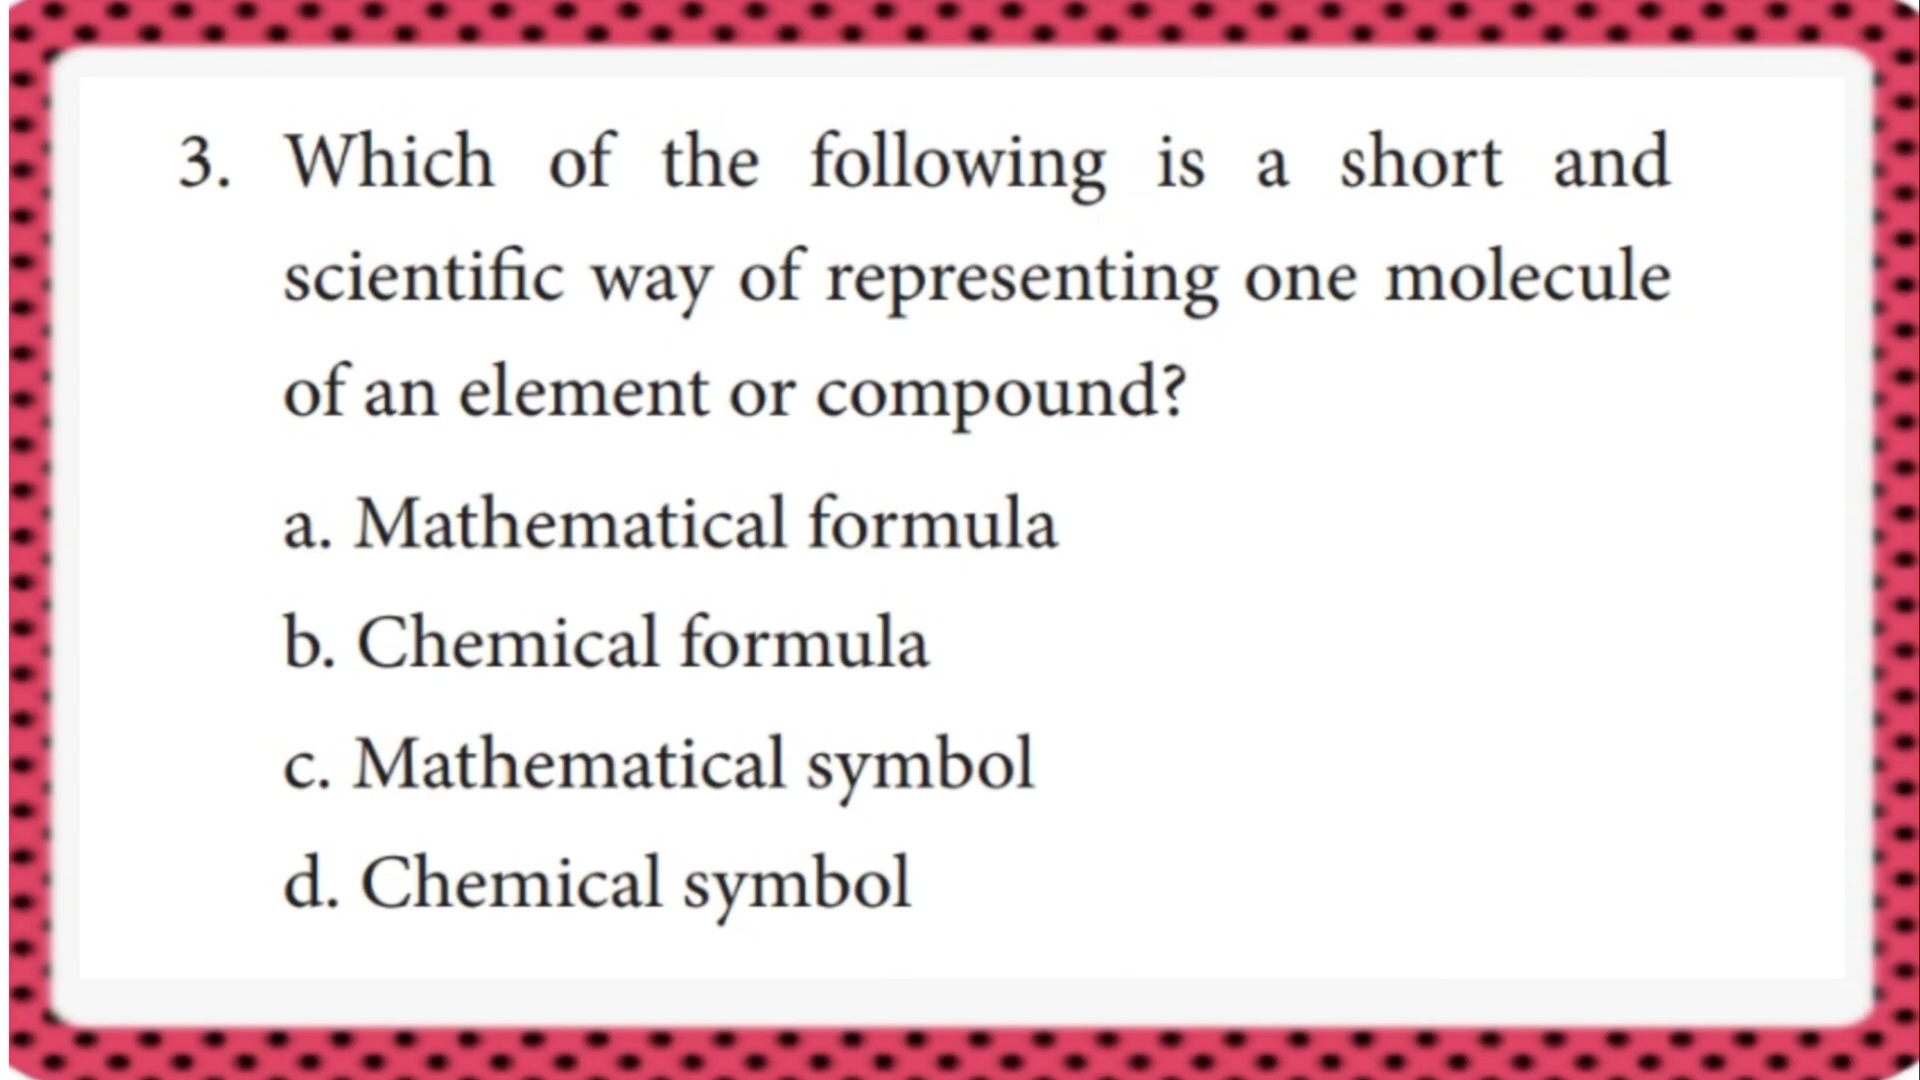 3. Which of the following is a short and
scientific way of representing one molecule
of an element or compound?
a. Mathematical formula
b. Chemical formula
c. Mathematical symbol
d. Chemical symbol